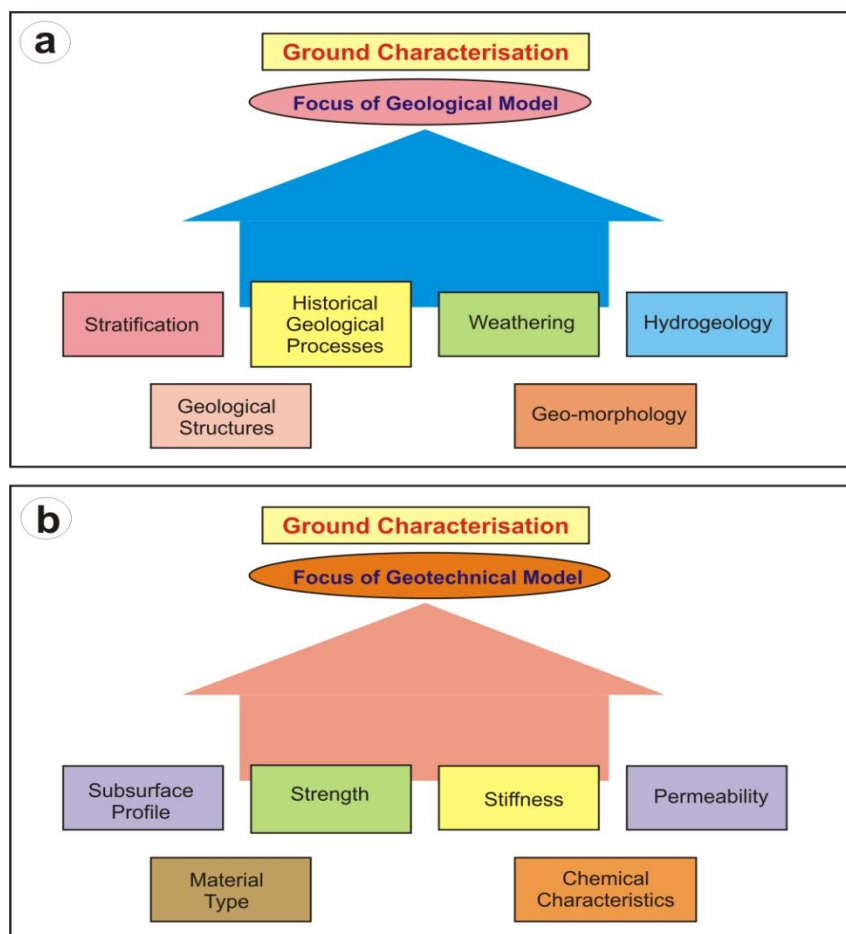 a
Ground Characterisation
Focus of Geological Model
Stratification
Historical
Geological
Processes
Weathering
Hydrogeology
Geological
Structures
Geo-morphology
b
Ground Characterisation
Focus of Geotechnical Model
Subsurface
Profile
Strength
Stiffness
Permeability
Material
Type
Chemical
Characteristics